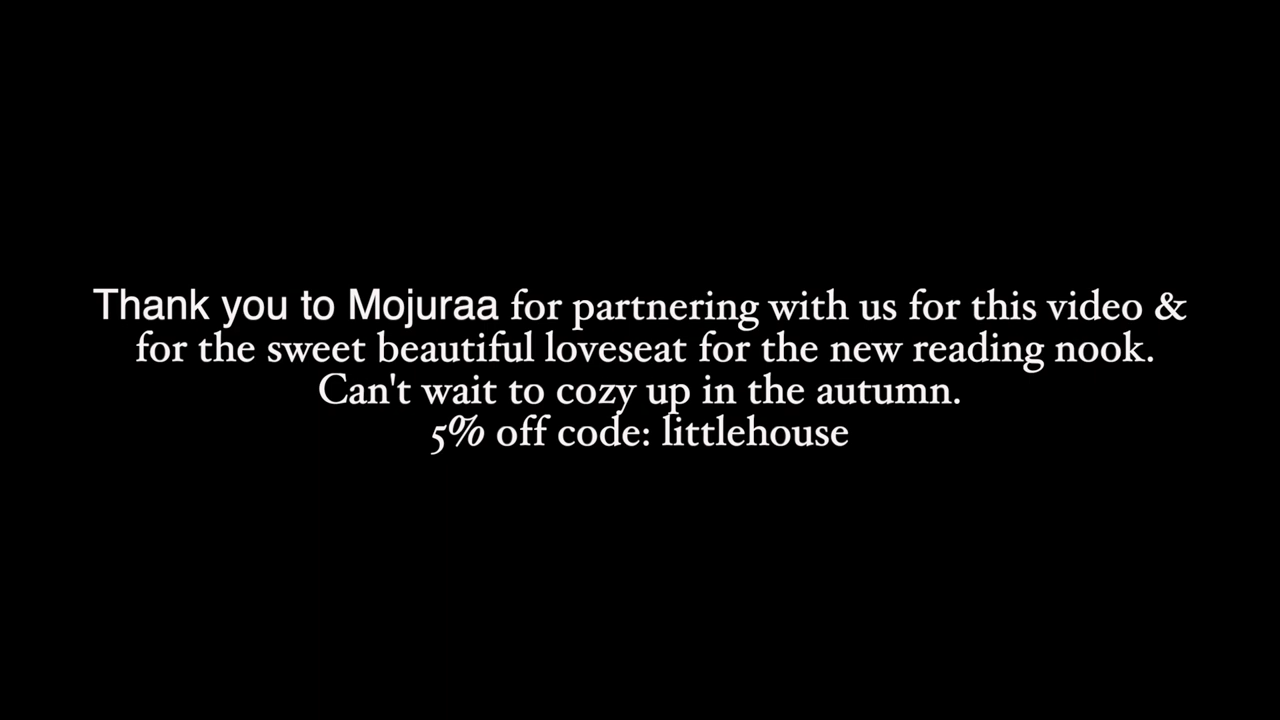 Thank you to Mojuraa for partnering with us for this video &
for the sweet beautiful loveseat for the new reading nook.
Can't wait to cozy up in the autumn.
5% off code: littlehouse